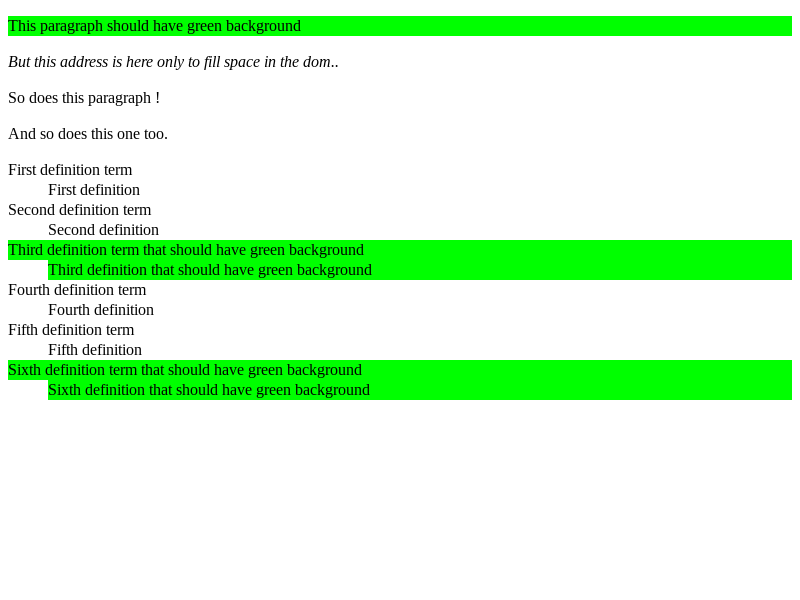 This paragraph should have green background
But this address is here only to fill space in the dom..
So does this paragraph !
And so does this one too.
First definition term
First definition
Second definition term
Second definition
Third definition term that should have green background
Third definition that should have green background
Fourth definition term
Fourth definition
Fifth definition term
Fifth definition
Sixth definition term that should have green background
Sixth definition that should have green background